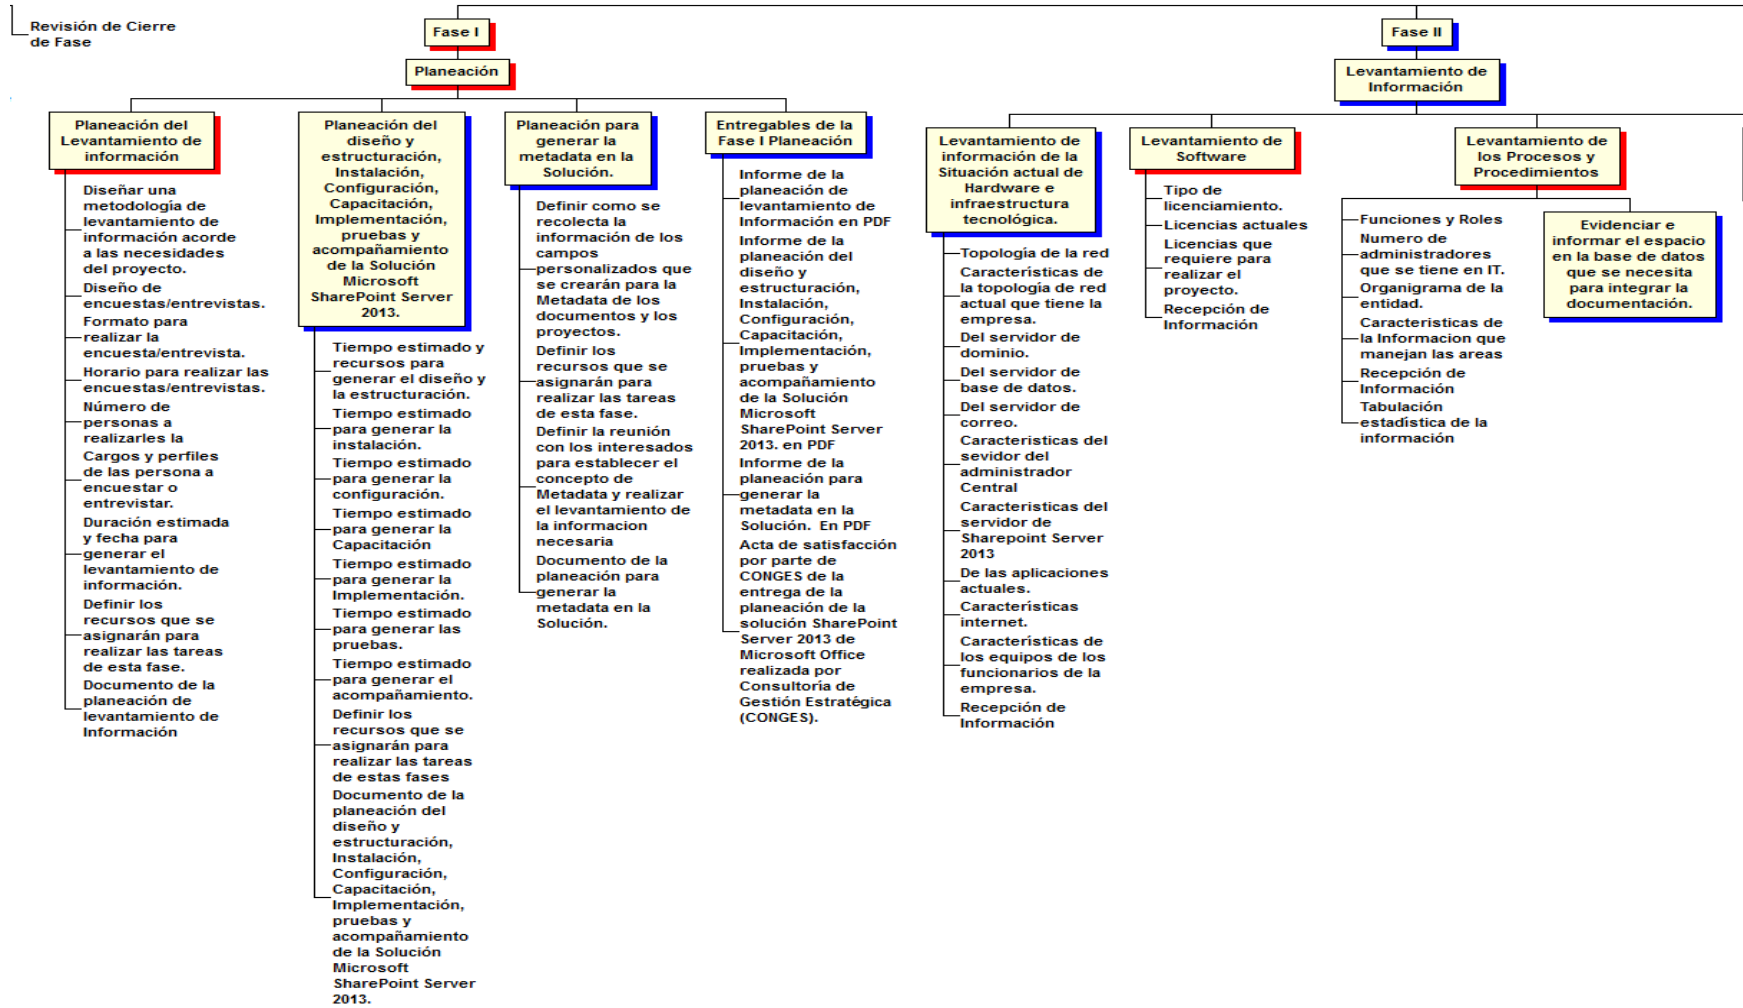 Revisión de Cierre
de Fase
Fase I
Planeación
Planeación del
Levantamiento de
información
Diseñar una
metodología de
levantamiento de
información acorde
a las necesidades
del proyecto.
Diseño de
encuestas/entrevistas.
Formato para
realizar la
encuesta/entrevista.
Horario para realizar las
encuestas/entrevistas.
Número de
personas a
realizarles la
Cargos y perfiles
de las persona a
encuestar o
entrevistar.
Duración estimada
y fecha para
generar el
levantamiento de
información.
Definir los
recursos que se
asignarán para
realizar las tareas
de esta fase.
Documento de la
planeación de
levantamiento de
Información
Planeación del
diseño y
estructuración,
Instalación,
Configuración,
Capacitación,
Implementación,
pruebas y
acompañamiento
de la Solución
Microsoft
SharePoint Server
2013.
Tiempo estimado y
recursos para
generar el diseño y
la estructuración.
Tiempo estimado
para generar la
instalación.
Tiempo estimado
para generar la
configuración.
Tiempo estimado
para generar la
Capacitación
Tiempo estimado
para generar la
Implementación.
Tiempo estimado
para generar las
pruebas.
Tiempo estimado
para generar el
acompañamiento.
Definir los
recursos que se
asignarán para
realizar las tareas
de estas fases
Documento de la
planeación del
diseño y
estructuración,
Instalación,
Configuración,
Capacitación,
Implementación,
pruebas y
acompañamiento
de la Solución
Microsoft
SharePoint Server
2013.
Planeación para
generar la
metadata en la
Solución.
Definir como se
recolecta la
información de los
campos
personalizados que
se crearán para la
Metadata de los
documentos y los
proyectos.
Definir los
recursos que se
asignarán para
realizar las tareas
de esta fase.
Definir la reunión
con los interesados
para establecer el
concepto de
Metadata y realizar
el levantamiento de
la informacion
necesaria
Documento de la
planeación para
generar la
metadata en la
Solución.
Entregables de la
Fase I Planeación
Informe de la
planeación de
levantamiento de
Información en PDF
Informe de la
planeación del
diseño y
estructuración,
Instalación,
Configuración,
Capacitación,
Implementación,
pruebas y
acompañamiento
de la Solución
Microsoft
SharePoint Server
2013. en PDF
Informe de la
planeación para
generar la
metadata en la
Solución. En PDF
Acta de satisfacción
por parte de
CONGES de la
entrega de la
planeación de la
solución SharePoint
Server 2013 de
Microsoft Office
realizada por
Consultoría de
Gestión Estratégica
(CONGES).
Fase II
Levantamiento de
Información
Levantamiento de
información de la
Situación actual de
Hardware e
infraestructura
tecnológica.
Topología de la red
Características de
la topología de red
actual que tiene la
empresa.
Del servidor de
dominio.
Del servidor de
base de datos.
Del servidor de
correo.
Caracteristicas del
sevidor del
administrador
Central
Caracteristicas del
servidor de
Sharepoint Server
2013
De las aplicaciones
actuales.
Características
internet.
Características de
los equipos de los
funcionarios de la
empresa.
Recepción de
Información
Levantamiento de
Software
Tipo de
licenciamiento.
Licencias actuales
Licencias que
requiere para
realizar el
proyecto.
Recepción de
Información
Levantamiento de
los Procesos y
Procedimientos
Funciones y Roles
Numero de
administradores
que se tiene en IT.
Organigrama de la
entidad.
Caracteristicas de
la Informacion que
manejan las areas
Recepción de
Información
Tabulación
estadística de la
información
Evidenciar e
informar el espacio
en la base de datos
que se necesita
para integrar la
documentación.